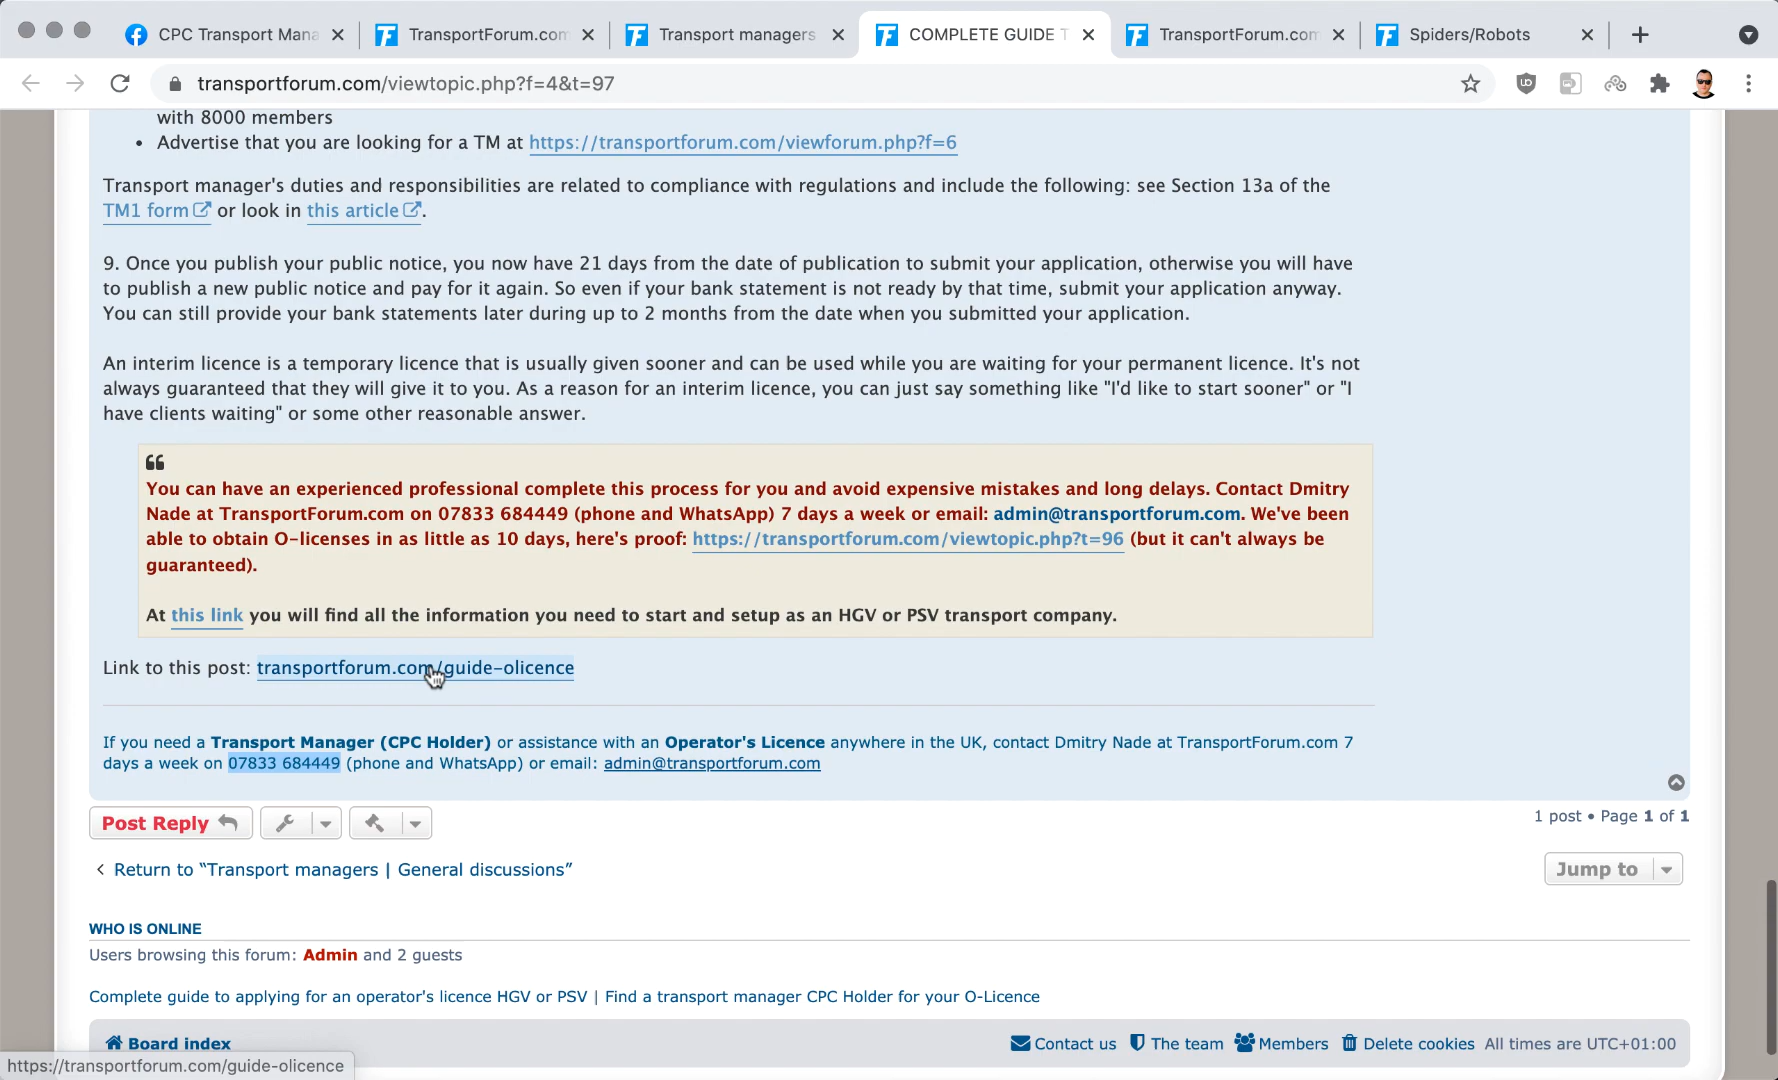 CPC Transport Mana
TransportForum.com
Transport managers
COMPLETE GUIDE T
TransportForum.com
Spiders/Robots
transportforum.com/viewtopic.php?f=4&t=97
with 8000 members
• Advertise that you are looking for a TM at https://transportforum.com/viewforum.php?f=6
Transport manager's duties and responsibilities are related to compliance with regulations and include the following: see Section 13a of the
TM1 form or look in this article.
9. Once you publish your public notice, you now have 21 days from the date of publication to submit your application, otherwise you will have
to publish a new public notice and pay for it again. So even if your bank statement is not ready by that time, submit your application anyway.
You can still provide your bank statements later during up to 2 months from the date when you submitted your application.
An interim licence is a temporary licence that is usually given sooner and can be used while you are waiting for your permanent licence. It's not
always guaranteed that they will give it to you. As a reason for an interim licence, you can just say something like "I'd like to start sooner" or "I
have clients waiting" or some other reasonable answer.
You can have an experienced professional complete this process for you and avoid expensive mistakes and long delays. Contact Dmitry
Nade at TransportForum.com on 07833 684449 (phone and WhatsApp) 7 days a week or email: admin@transportforum.com. We've been
able to obtain O-licenses in as little as 10 days, here's proof: https://transportforum.com/viewtopic.php?t=96 (but it can't always be
guaranteed).
At this link you will find all the information you need to start and setup as an HGV or PSV transport company.
Link to this post: transportforum.com/guide-olicence
If you need a Transport Manager (CPC Holder) or assistance with an Operator's Licence anywhere in the UK, contact Dmitry Nade at TransportForum.com 7
days a week on 07833 684449 (phone and WhatsApp) or email: admin@transportforum.com
Post Reply
1 post • Page 1 of 1
Return to “Transport managers | General discussions”
Jump to
WHO IS ONLINE
Users browsing this forum: Admin and 2 guests
Complete guide to applying for an operator's licence HGV or PSV | Find a transport manager CPC Holder for your O-Licence
Board index
Contact us The team Members Delete cookies All times are UTC+01:00
https://transportforum.com/guide-olicence